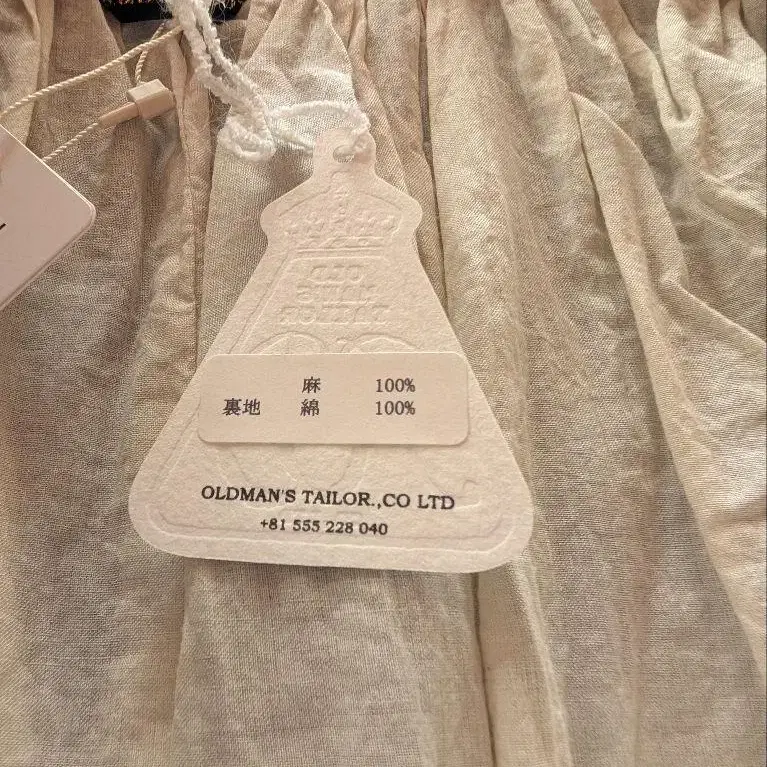 麻 100%
裏地 綿 100%
OLDMAN'S TAILOR.,CO LTD
+81 555 228 040